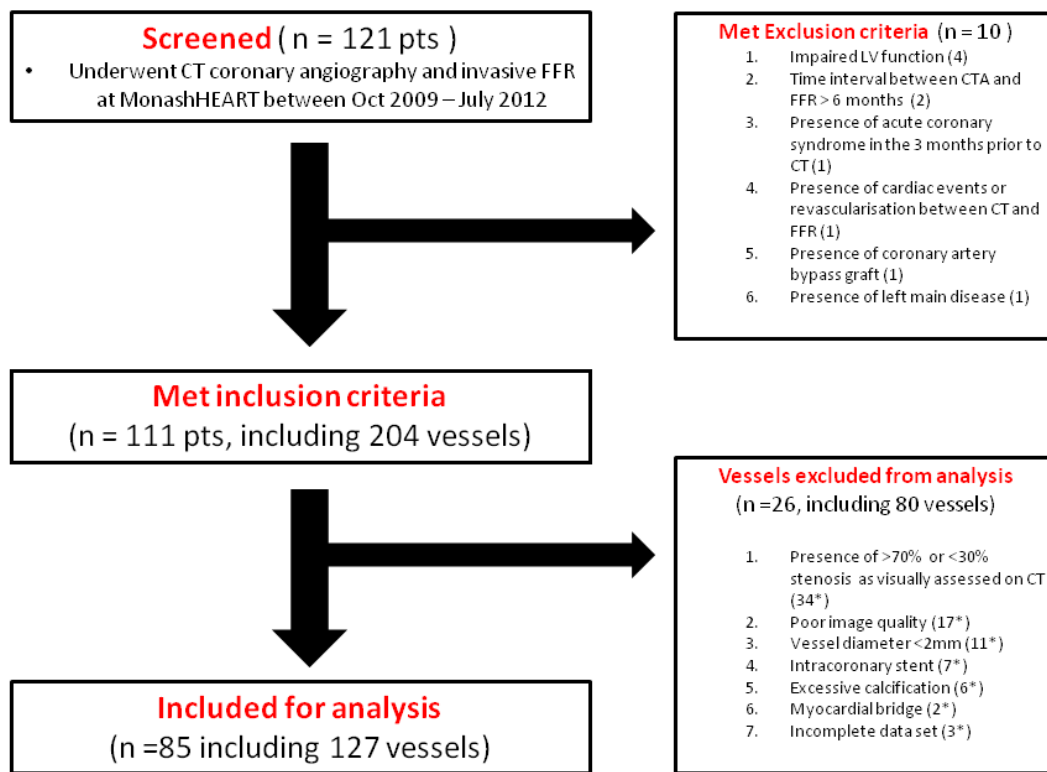 Screened ( n = 121 pts )
• Underwent CT coronary angiography and invasive FFR
at MonashHEART between Oct 2009 – July 2012
Met Exclusion criteria (n = 10 )
1. Impaired LV function (4)
2. Time interval between CTA and
FFR > 6 months (2)
3. Presence of acute coronary
syndrome in the 3 months prior to
CT (1)
4. Presence of cardiac events or
revascularisation between CT and
FFR (1)
5. Presence of coronary artery
bypass graft (1)
6. Presence of left main disease (1)
Met inclusion criteria
(n = 111 pts, including 204 vessels)
Vessels excluded from analysis
(n =26, including 80 vessels)
1. Presence of >70% or <30%
stenosis as visually assessed on CT
(34*)
2. Poor image quality (17*)
3. Vessel diameter <2mm (11*)
4. Intracoronary stent (7*)
5. Excessive calcification (6*)
6. Myocardial bridge (2*)
7. Incomplete data set (3*)
Included for analysis
(n =85 including 127 vessels)